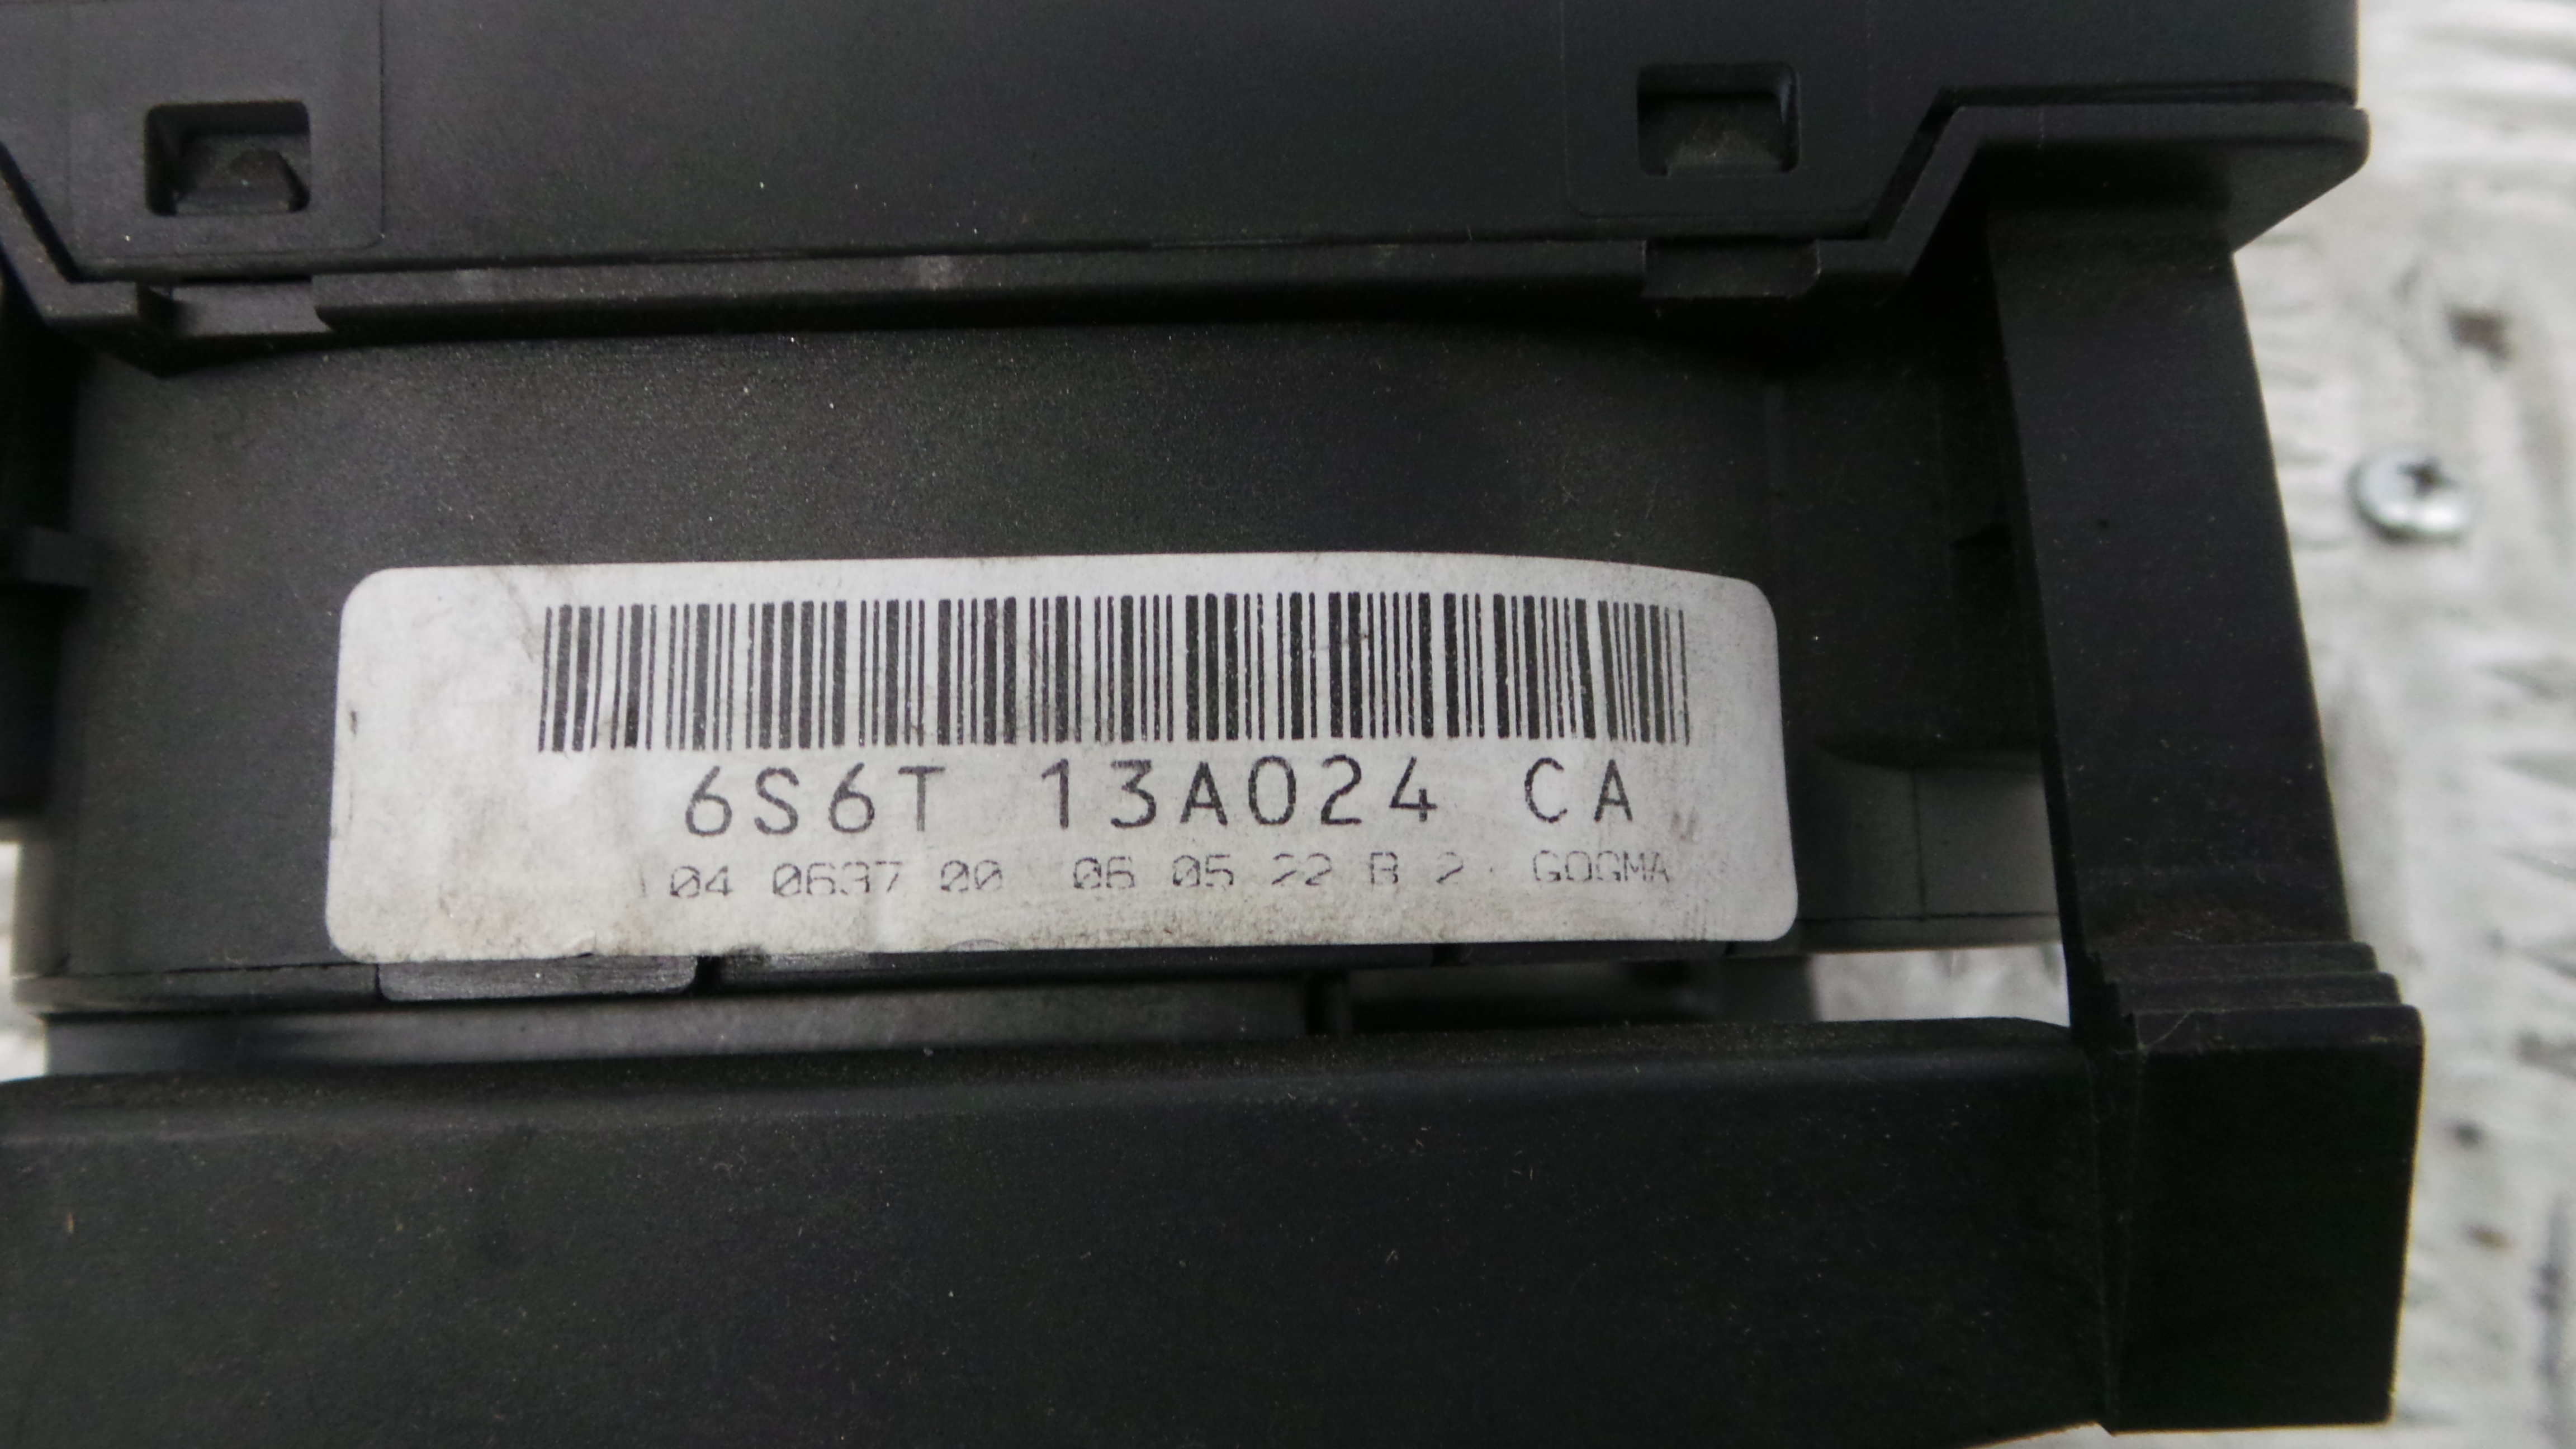 6S6T 13A024 CA
04 0637 00 06 05 22 B 2 GOGMA